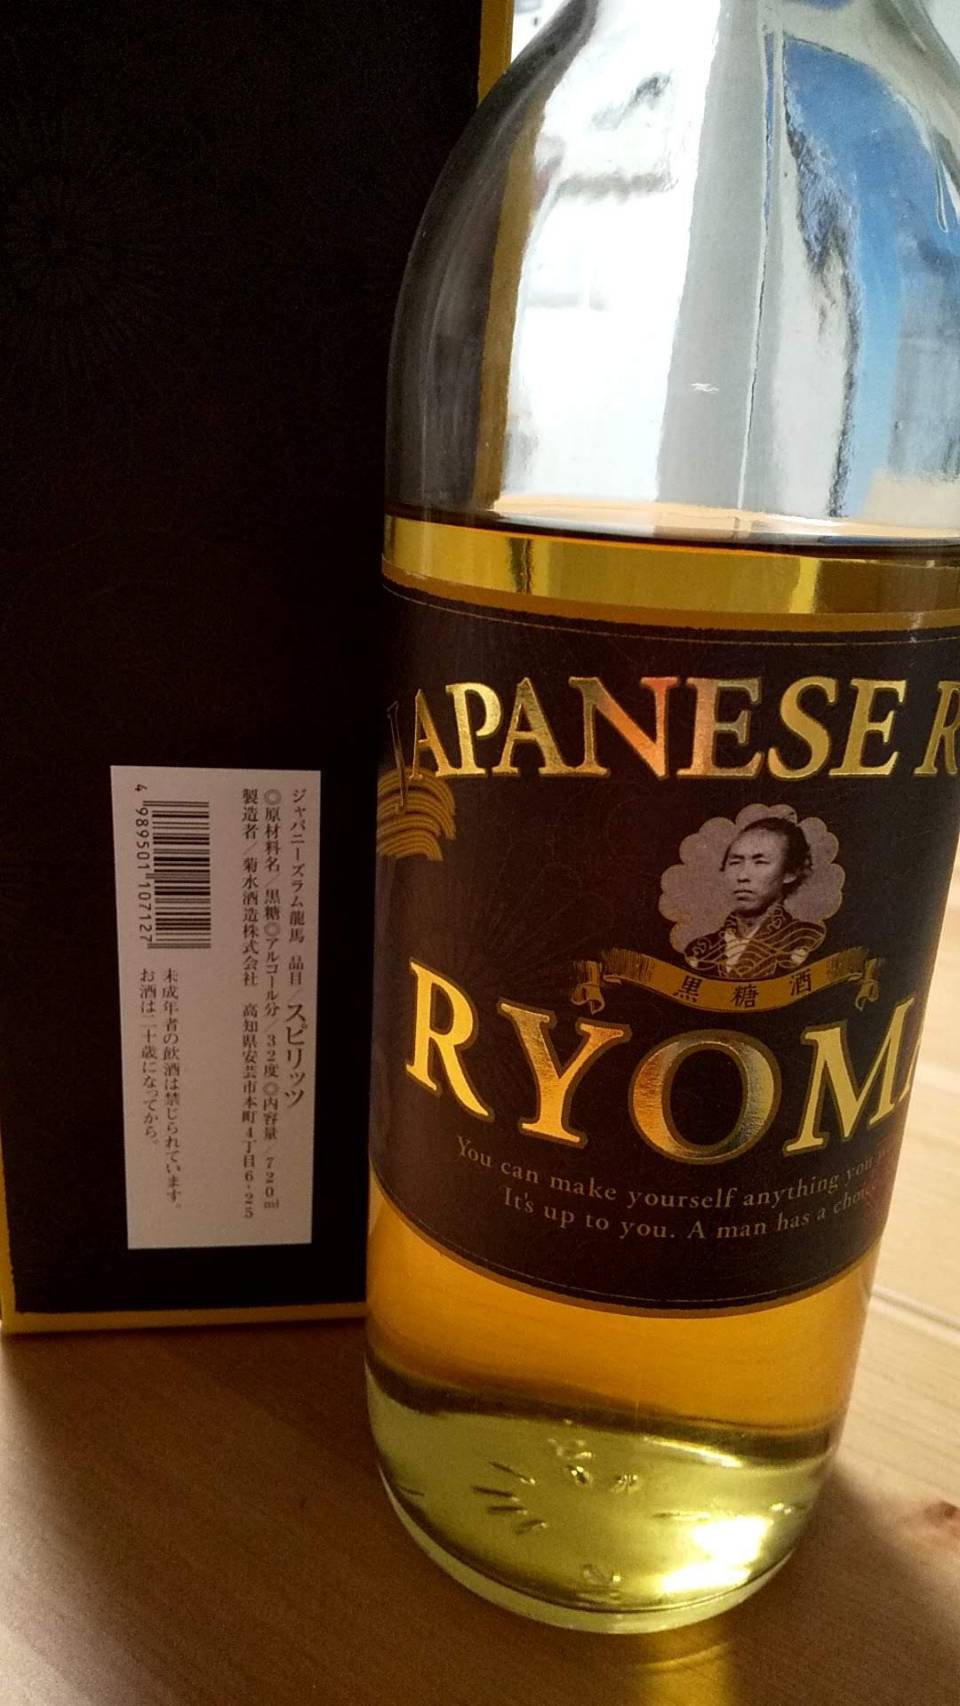 ジャパニーズラム龍馬 品目/スピリッツ
◎原材料名/黒糖◎アルコール分/32度◎内容量/720ml
製造者/菊水酒造株式会社 高知県安芸市本町4丁目6-25
4 989501 107127
未成年者の飲酒は禁じられています。
お酒は二十歳になってから。
JAPANESE R
黒糖酒
RYOMA
You can make yourself anything you
It's up to you. A man has a choice